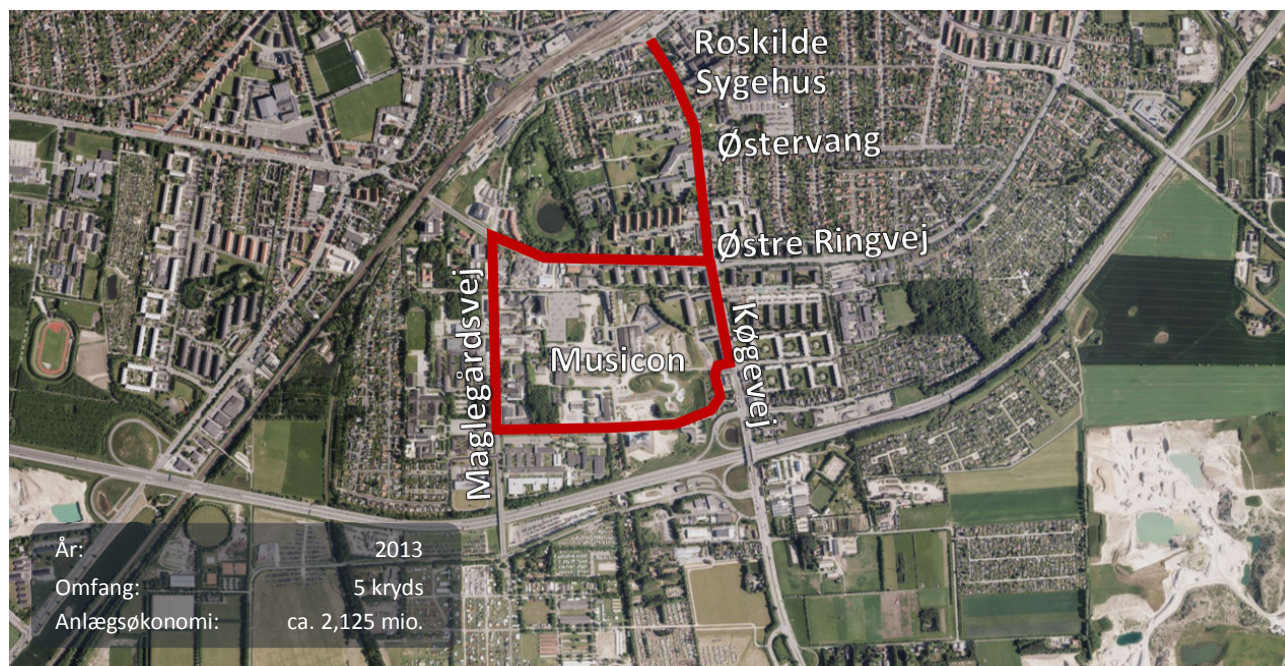 Roskilde
Sygehus
Østervang
Østre Ringvej
Maglegårdsvej
Musicon
Køgevej
År: 2013
Omfang: 5 kryds
Anlægsøkonomi: ca. 2,125 mio.